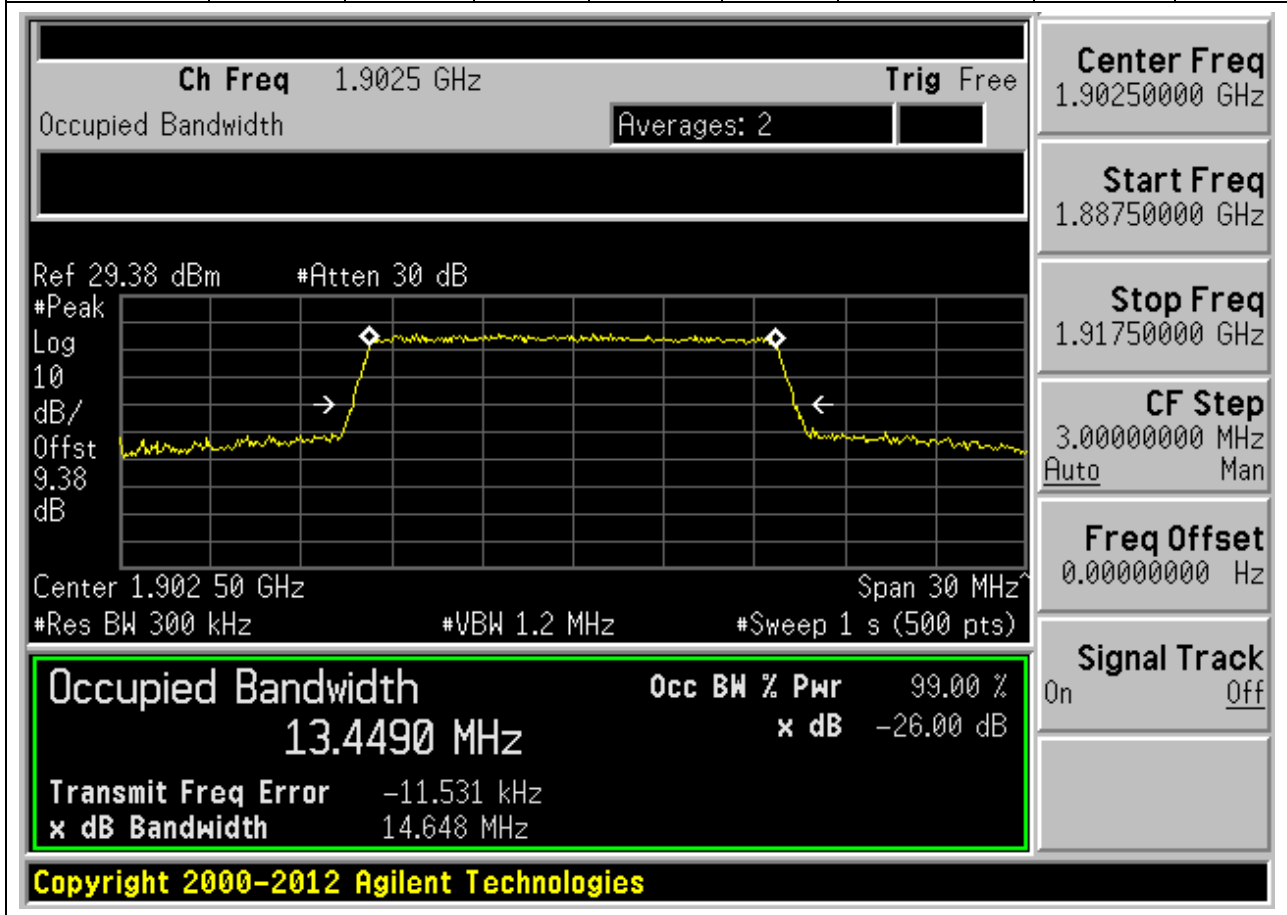 Ch Freq 1.9025 GHz Trig Free
Occupied Bandwidth Averages: 2
Ref 29.38 dBm #Atten 30 dB
#Peak
Log
10
dB/
Offst
9.38
dB
Center 1.902 50 GHz Span 30 MHz^
#Res BW 300 kHz #VBW 1.2 MHz #Sweep 1 s (500 pts)
Occupied Bandwidth Occ BW % Pwr 99.00 %
13.4490 MHz x dB -26.00 dB
Transmit Freq Error -11.531 kHz
x dB Bandwidth 14.648 MHz
Copyright 2000-2012 Agilent Technologies
Center Freq
1.90250000 GHz
Start Freq
1.88750000 GHz
Stop Freq
1.91750000 GHz
CF Step
3.00000000 MHz
Auto Man
Freq Offset
0.00000000 Hz
Signal Track
On Off